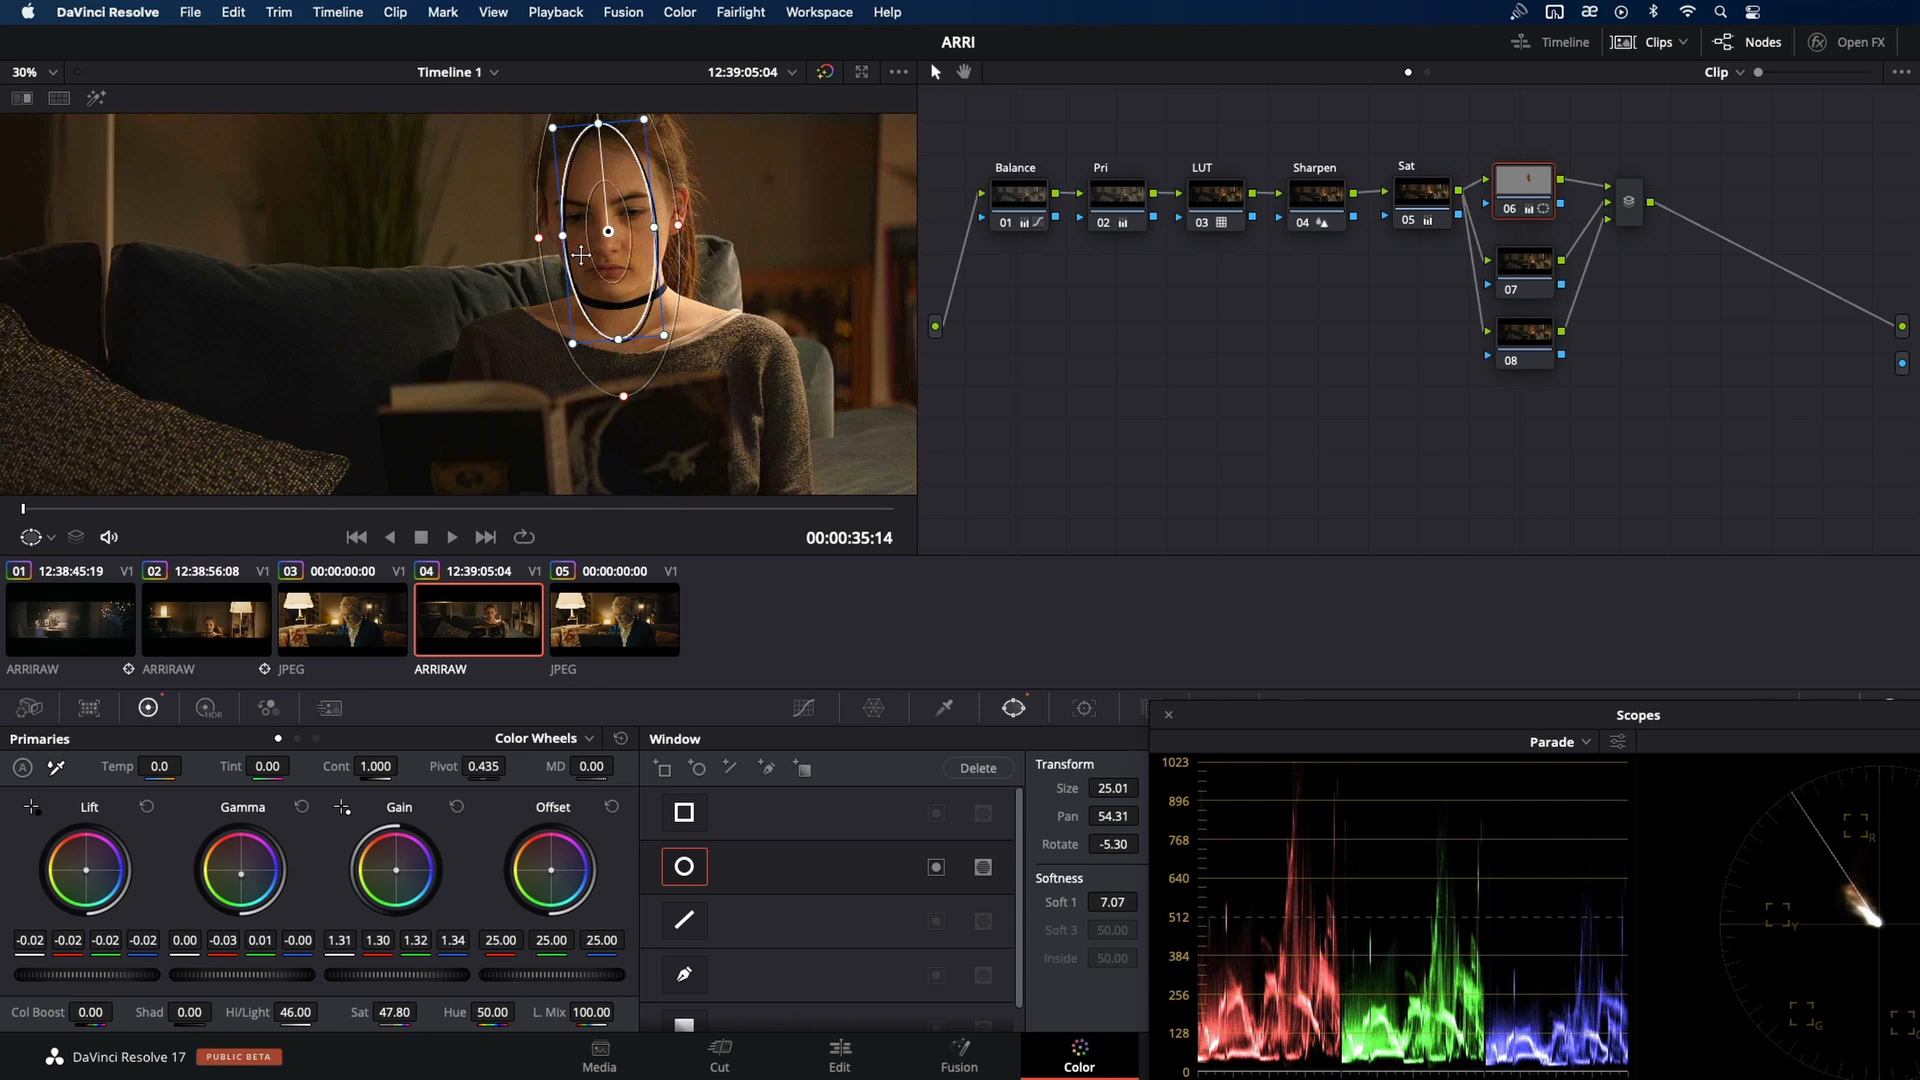 DaVinci Resolve File Edit Trim Timeline Clip Mark View Playback Fusion Color Fairlight Workspace Help
ARRI
Timeline Clips Nodes Open FX
30% Timeline 1 12:39:05:04 Clip
Balance Pri LUT Sharpen Sat
01 02 03 04 05 06
07
08
00:00:35:14
01 12:38:45:19 V1 02 12:38:56:08 V1 03 00:00:00:00 V1 04 12:39:05:04 V1 05 00:00:00:00 V1
ARRIRAW ARRIRAW JPEG ARRIRAW JPEG
HDR
Scopes
Primaries Color Wheels Window
Parade
A Temp 0.0 Tint 0.00 Cont 1.000 Pivot 0.435 MD 0.00
Delete
Transform
Size 25.01
Pan 54.31
Rotate -5.30
Softness
Soft 1 7.07
Soft 3 50.00
Inside 50.00
Lift Gamma Gain Offset
-0.02 -0.02 -0.02 -0.02 0.00 -0.03 0.01 -0.00 1.31 1.30 1.32 1.34 25.00 25.00 25.00
Col Boost 0.00 Shad 0.00 Hi/Light 46.00 Sat 47.80 Hue 50.00 L. Mix 100.00
1023
896
768
640
512
384
256
128
0
R
Y
G
DaVinci Resolve 17 PUBLIC BETA
Media Cut Edit Fusion Color